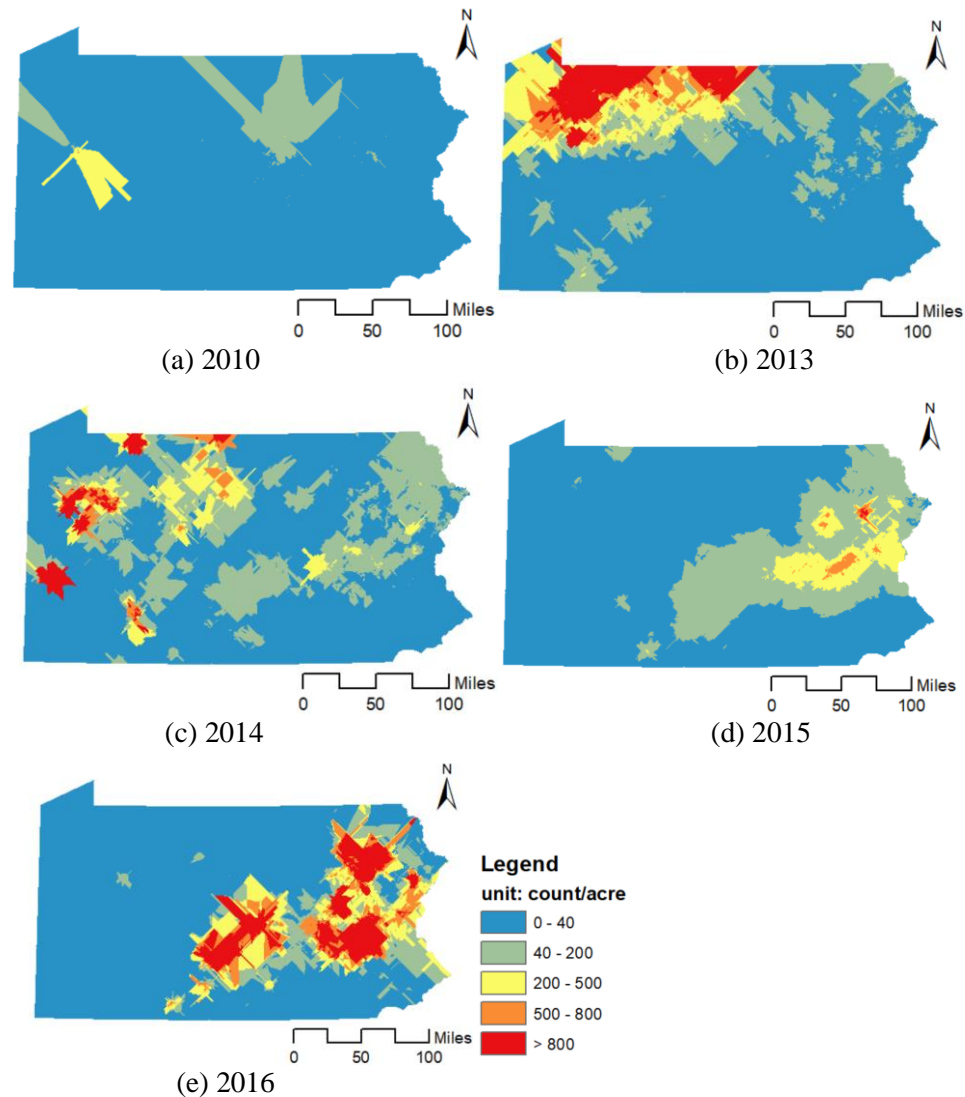 N
N
Miles
0 50 100
Miles
0 50 100
(a) 2010
(b) 2013
N
N
Miles
0 50 100
Miles
0 50 100
(c) 2014
(d) 2015
N
Legend
unit: count/acre
0 - 40
40 - 200
200 - 500
500 - 800
> 800
Miles
0 50 100
(e) 2016